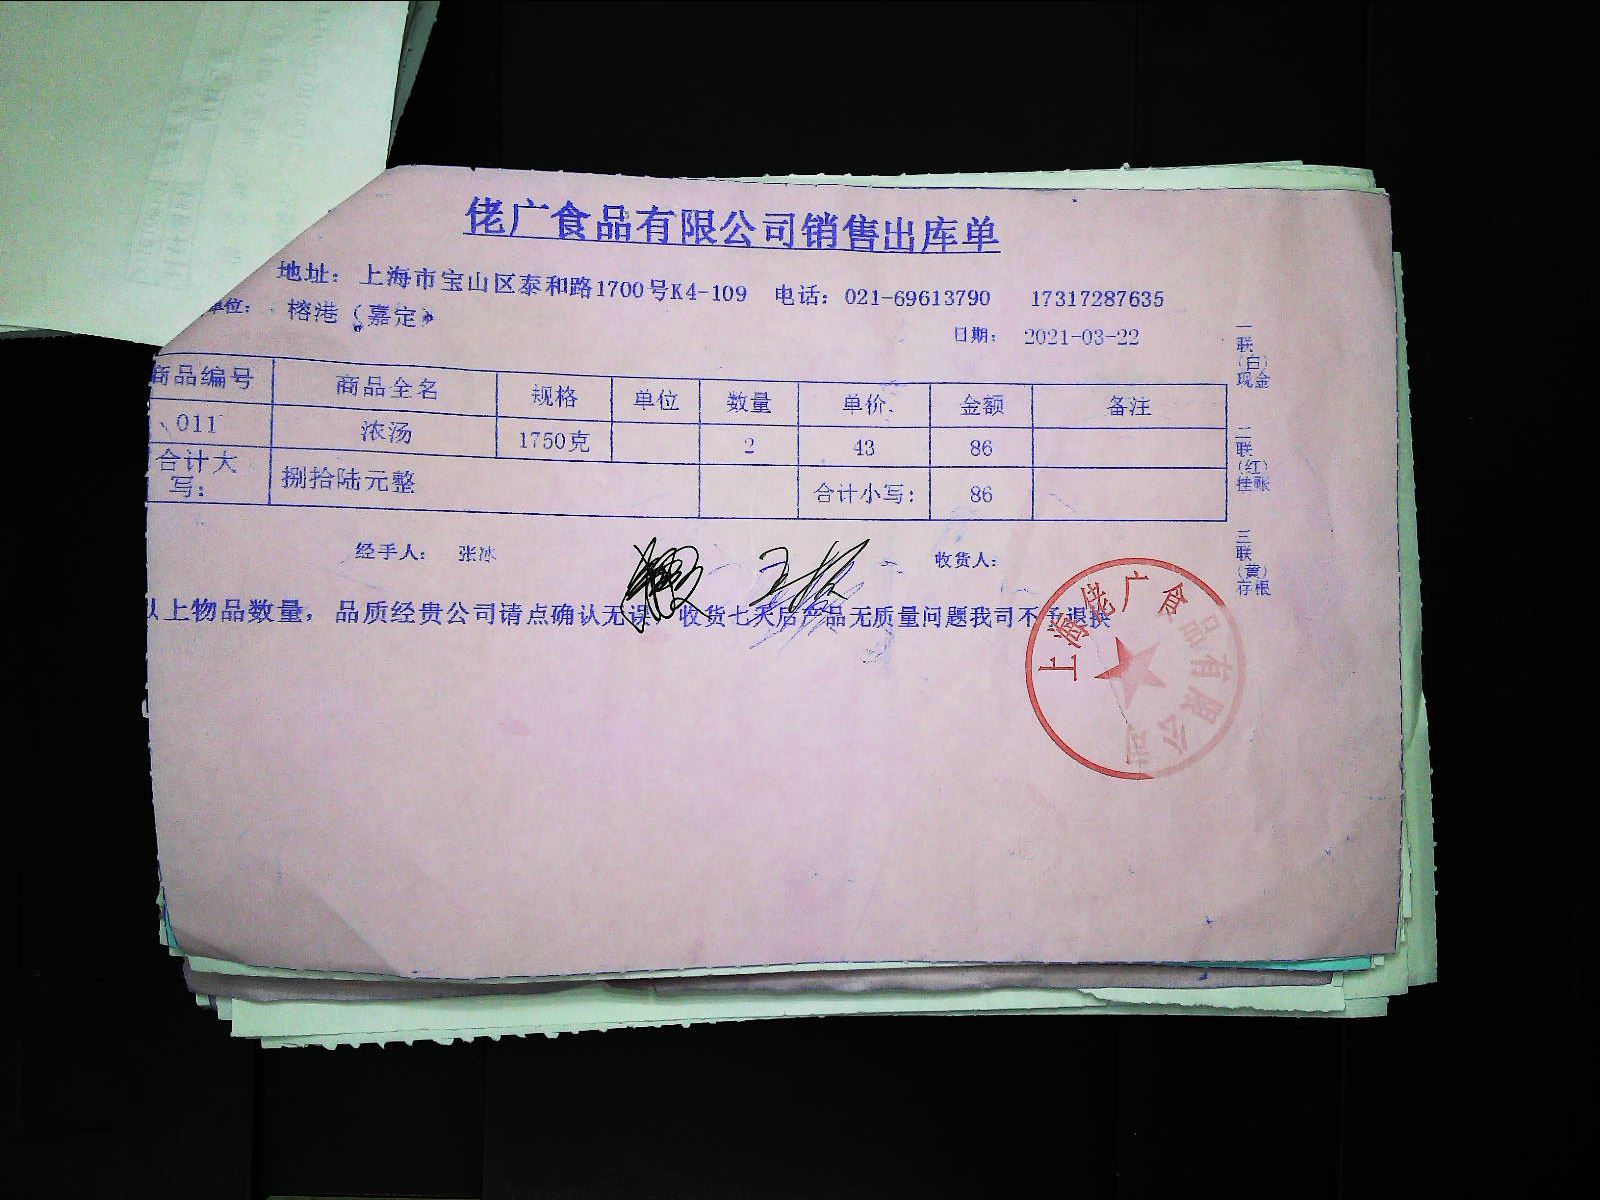 佬广食品有限公司销售出库单
地址：上海市宝山区泰和路1700号K4-109 电话：021-69613790 17317287635
单位： 榕港（嘉定）
日期： 2021-03-22
商品编号 商品全名 规格 单位 数量 单价 金额 备注
011 浓汤 1750克 2 43 86
合计大写： 捌拾陆元整 合计小写： 86
经手人： 张冰 收货人：
以上物品数量，品质经贵公司请点确认无误 收货七天后产品无质量问题我司不予退换
一联（白）现金
二联（红）挂账
三联（黄）存根
上海佬广食品有限公司